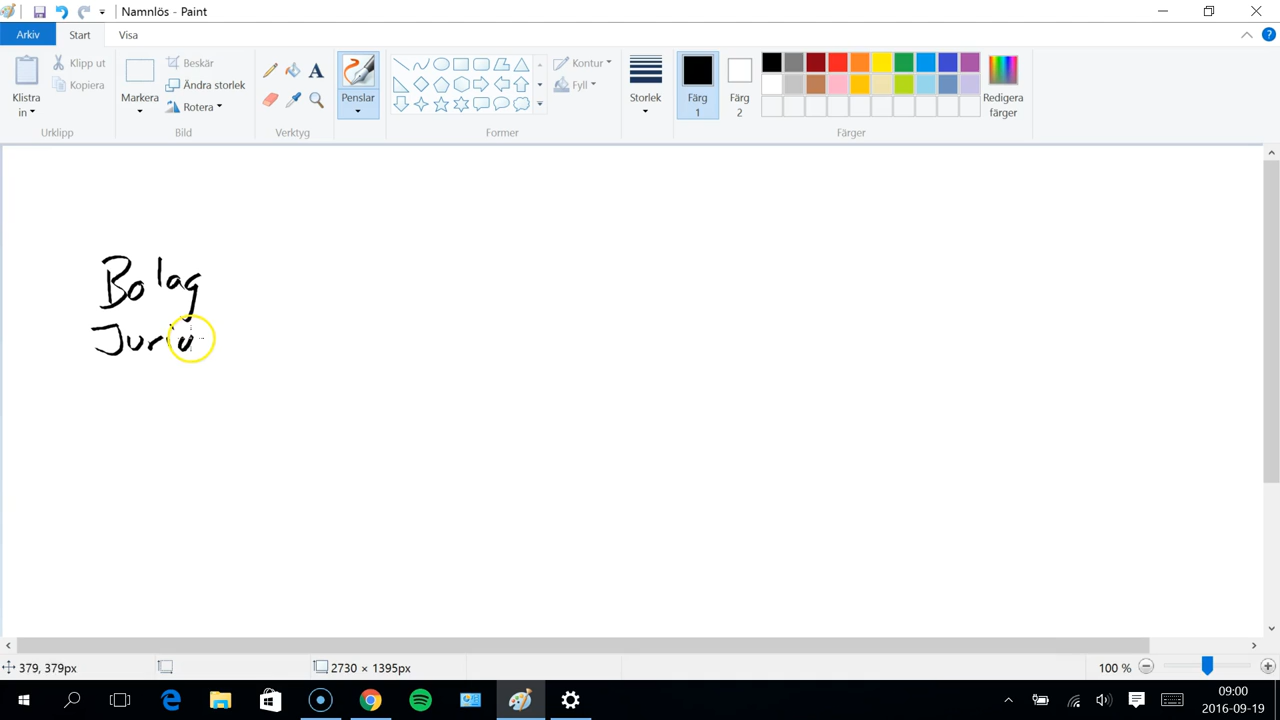 Namnlös - Paint
Arkiv Start Visa
Klistra in
Klipp ut
Kopiera
Urklipp
Markera
Beskär
Ändra storlek
Rotera
Bild
Verktyg
Penslar
Former
Kontur
Fyll
Storlek
Färg 1
Färg 2
Redigera färger
Färger
Bolag
379, 379px
2730 × 1395px
100 %
09:00
2016-09-19